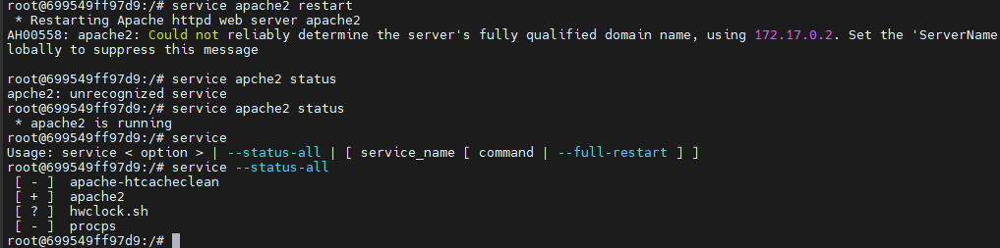 root@699549ff97d9:/# service apache2 restart
 * Restarting Apache httpd web server apache2
AH00558: apache2: Could not reliably determine the server's fully qualified domain name, using 172.17.0.2. Set the 'ServerName
lobally to suppress this message
root@699549ff97d9:/# service apche2 status
apche2: unrecognized service
root@699549ff97d9:/# service apache2 status
 * apache2 is running
root@699549ff97d9:/# service
Usage: service < option > | --status-all | [ service_name [ command | --full-restart ] ]
root@699549ff97d9:/# service --status-all
 [ - ]  apache-htcacheclean
 [ + ]  apache2
 [ ? ]  hwclock.sh
 [ - ]  procps
root@699549ff97d9:/#